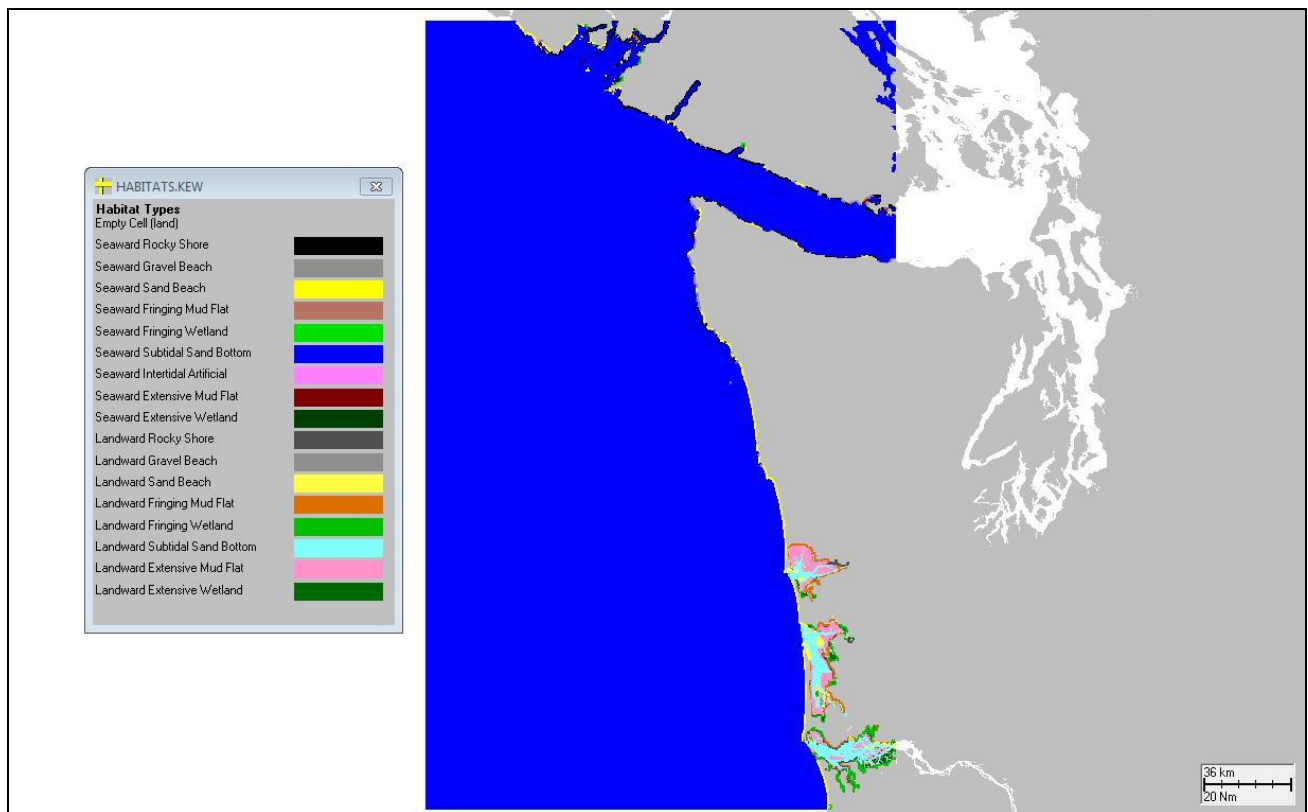 HABITATS.KEW
Habitat Types
Empty Cell (land)
Seaward Rocky Shore
Seaward Gravel Beach
Seaward Sand Beach
Seaward Fringing Mud Flat
Seaward Fringing Wetland
Seaward Subtidal Sand Bottom
Seaward Intertidal Artificial
Seaward Extensive Mud Flat
Seaward Extensive Wetland
Landward Rocky Shore
Landward Gravel Beach
Landward Sand Beach
Landward Fringing Mud Flat
Landward Fringing Wetland
Landward Subtidal Sand Bottom
Landward Extensive Mud Flat
Landward Extensive Wetland
36 km
20 Nm